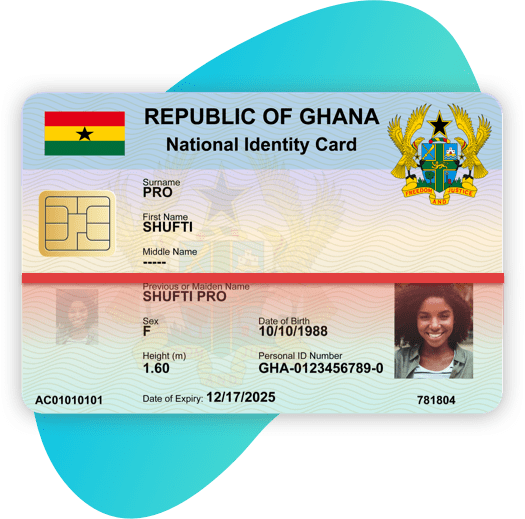 REPUBLIC OF GHANA
National Identity Card
FREEDOM AND JUSTICE
Surname
PRO
First Name
SHUFTI
Middle Name
-----
Previous or Maiden Name
SHUFTI PRO
Sex Date of Birth
F 10/10/1988
Height (m) Personal ID Number
1.60 GHA-0123456789-0
AC01010101 Date of Expiry: 12/17/2025 781804